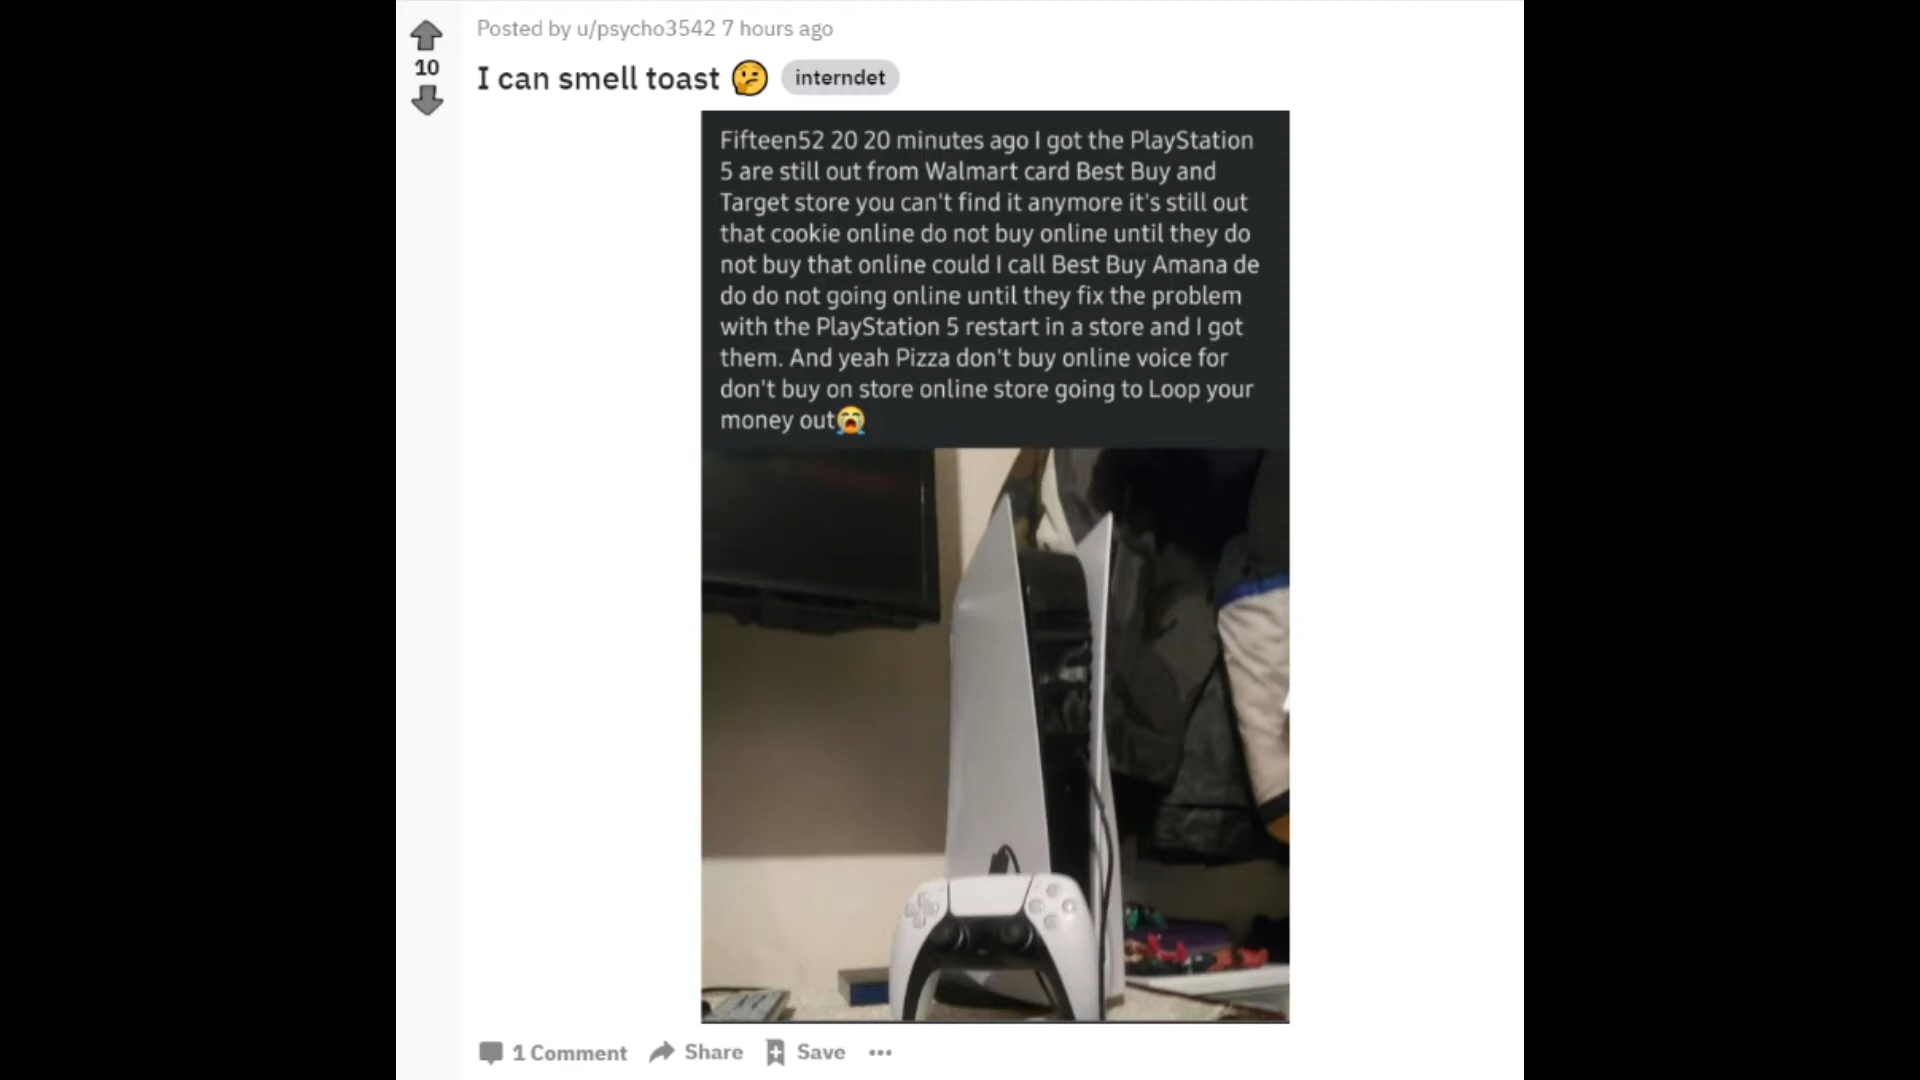 Posted by u/psycho3542 7 hours ago
10
I can smell toast 🤔 interndet
Fifteen52 20 20 minutes ago I got the PlayStation
5 are still out from Walmart card Best Buy and
Target store you can't find it anymore it's still out
that cookie online do not buy online until they do
not buy that online could I call Best Buy Amana de
do do not going online until they fix the problem
with the PlayStation 5 restart in a store and I got
them. And yeah Pizza don't buy online voice for
don't buy on store online store going to Loop your
money out😭
1 Comment Share Save •••